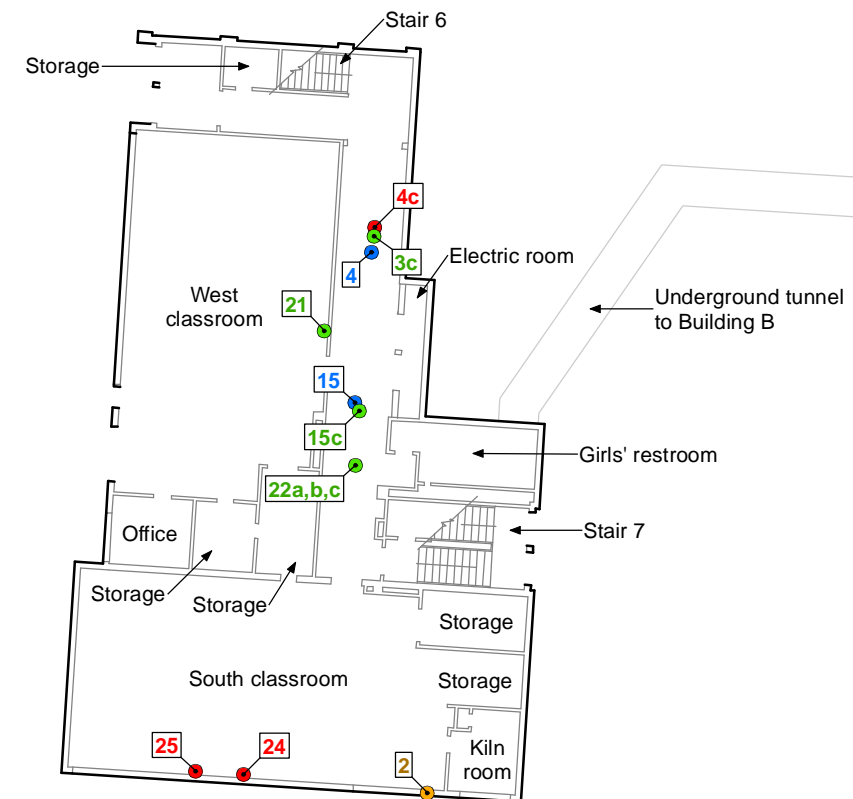 Stair 6
Storage
4c
3c
4
Electric room
West
classroom
21
Underground tunnel
to Building B
15
15c
Girls' restroom
22a,b,c
Office
Stair 7
Storage
Storage
Storage
South classroom
Storage
25
24
2
Kiln
room